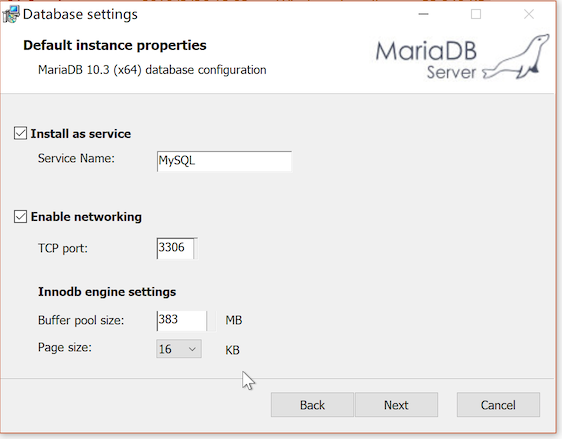 Database settings
Default instance properties
MariaDB 10.3 (x64) database configuration
MariaDB
Server
Install as service
Service Name: MySQL
Enable networking
TCP port: 3306
Innodb engine settings
Buffer pool size: 383 MB
Page size: 16 KB
Back Next Cancel